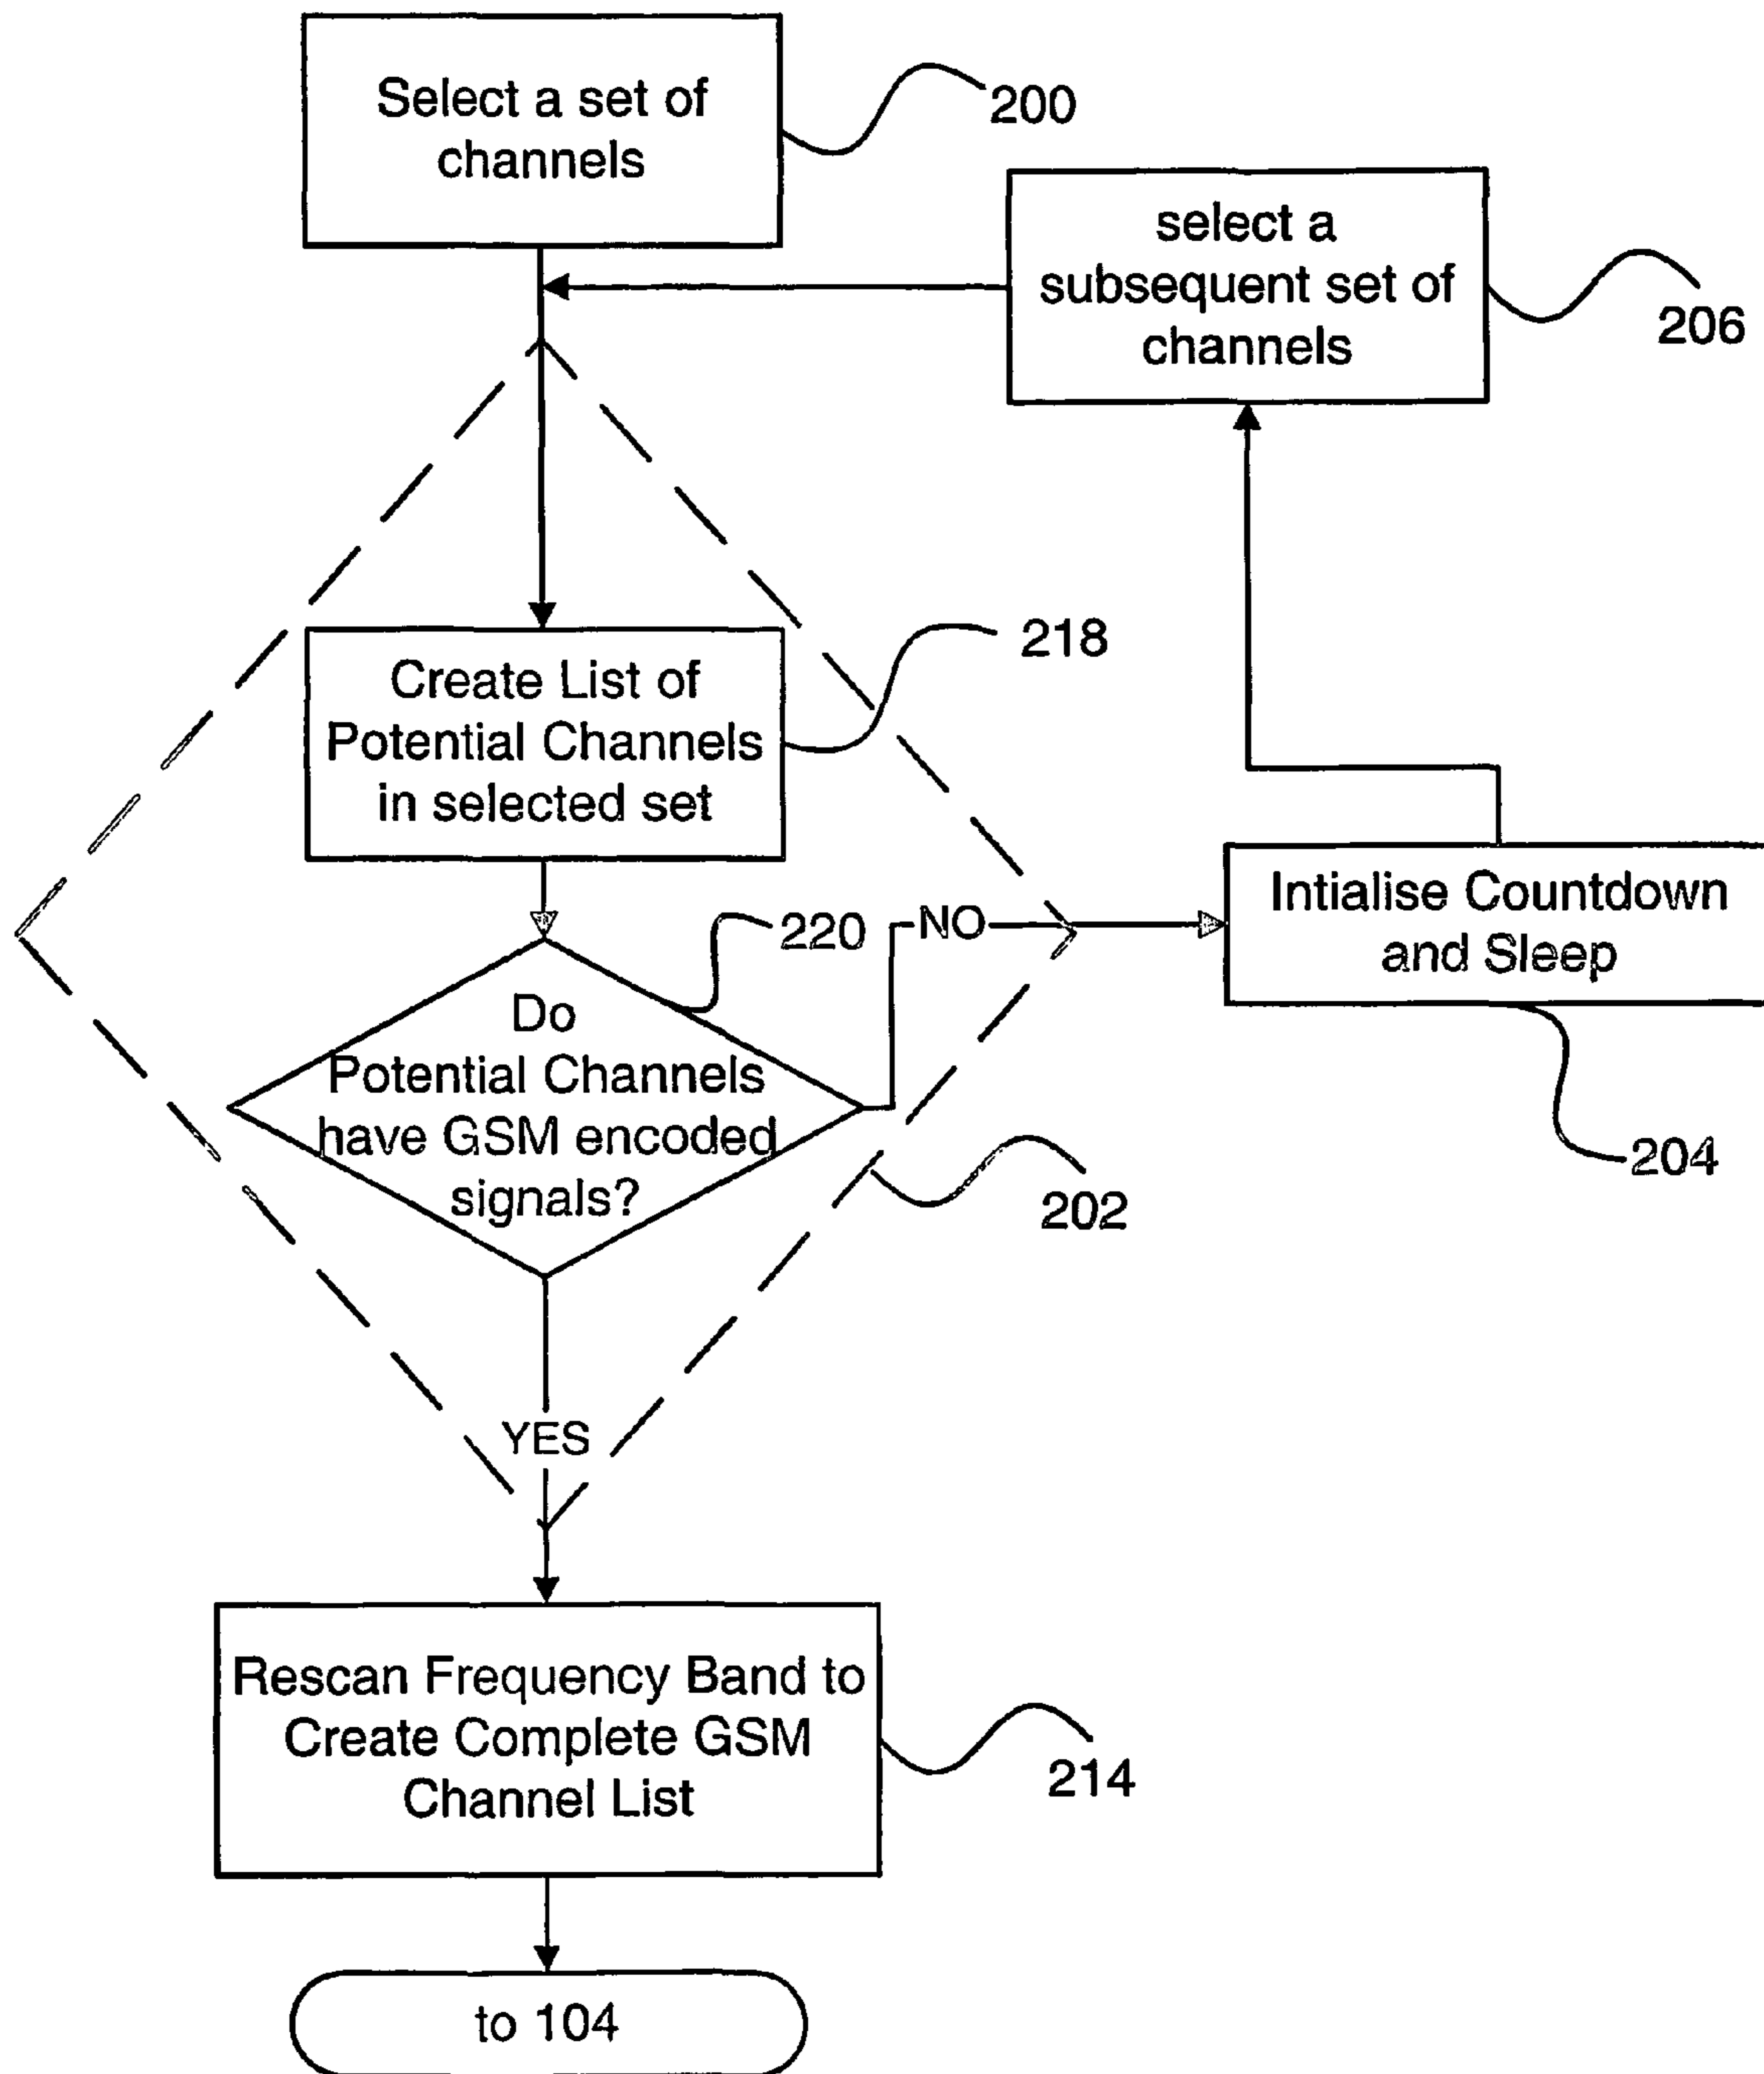 Select a set of
channels
200
select a
subsequent set of
channels
206
Create List of
Potential Channels
in selected set
218
Intialise Countdown
and Sleep
204
NO
220
Do
Potential Channels
have GSM encoded
signals?
202
YES
Rescan Frequency Band to
Create Complete GSM
Channel List
214
to 104